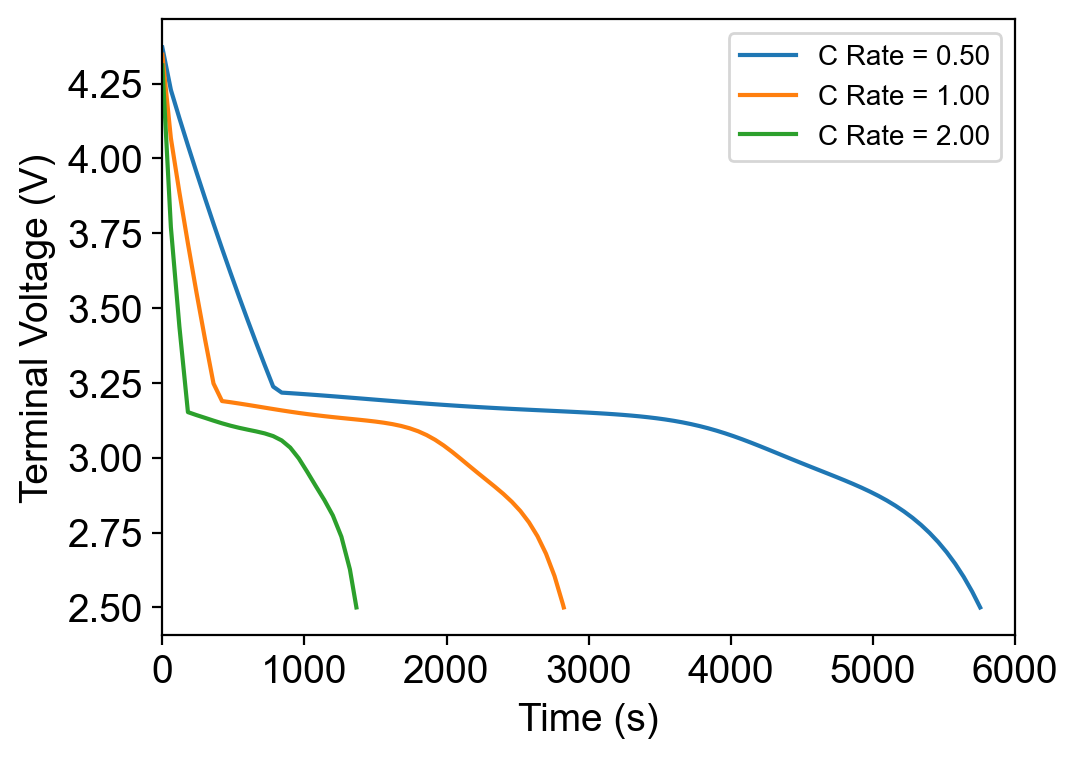 C Rate = 0.50
C Rate = 1.00
C Rate = 2.00
Terminal Voltage (V)
4.25
4.00
3.75
3.50
3.25
3.00
2.75
2.50
0 1000 2000 3000 4000 5000 6000
Time (s)